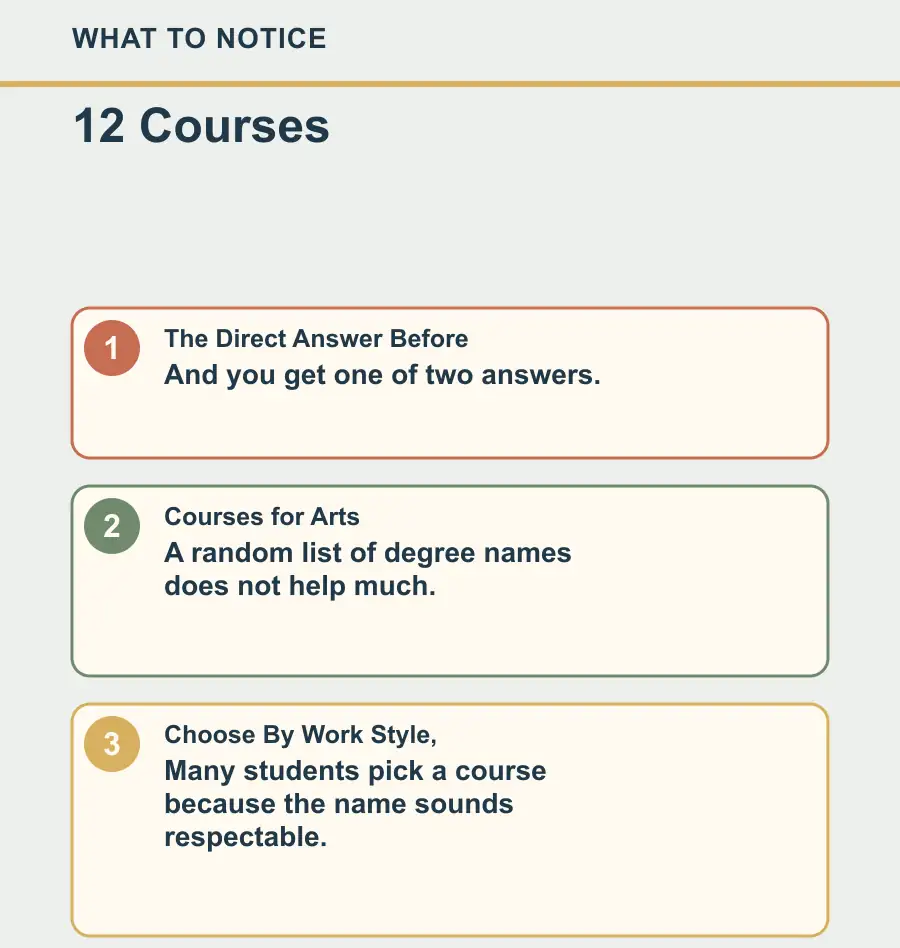 WHAT TO NOTICE
12 Courses
1
The Direct Answer Before
And you get one of two answers.
2
Courses for Arts
A random list of degree names
does not help much.
3
Choose By Work Style,
Many students pick a course
because the name sounds
respectable.